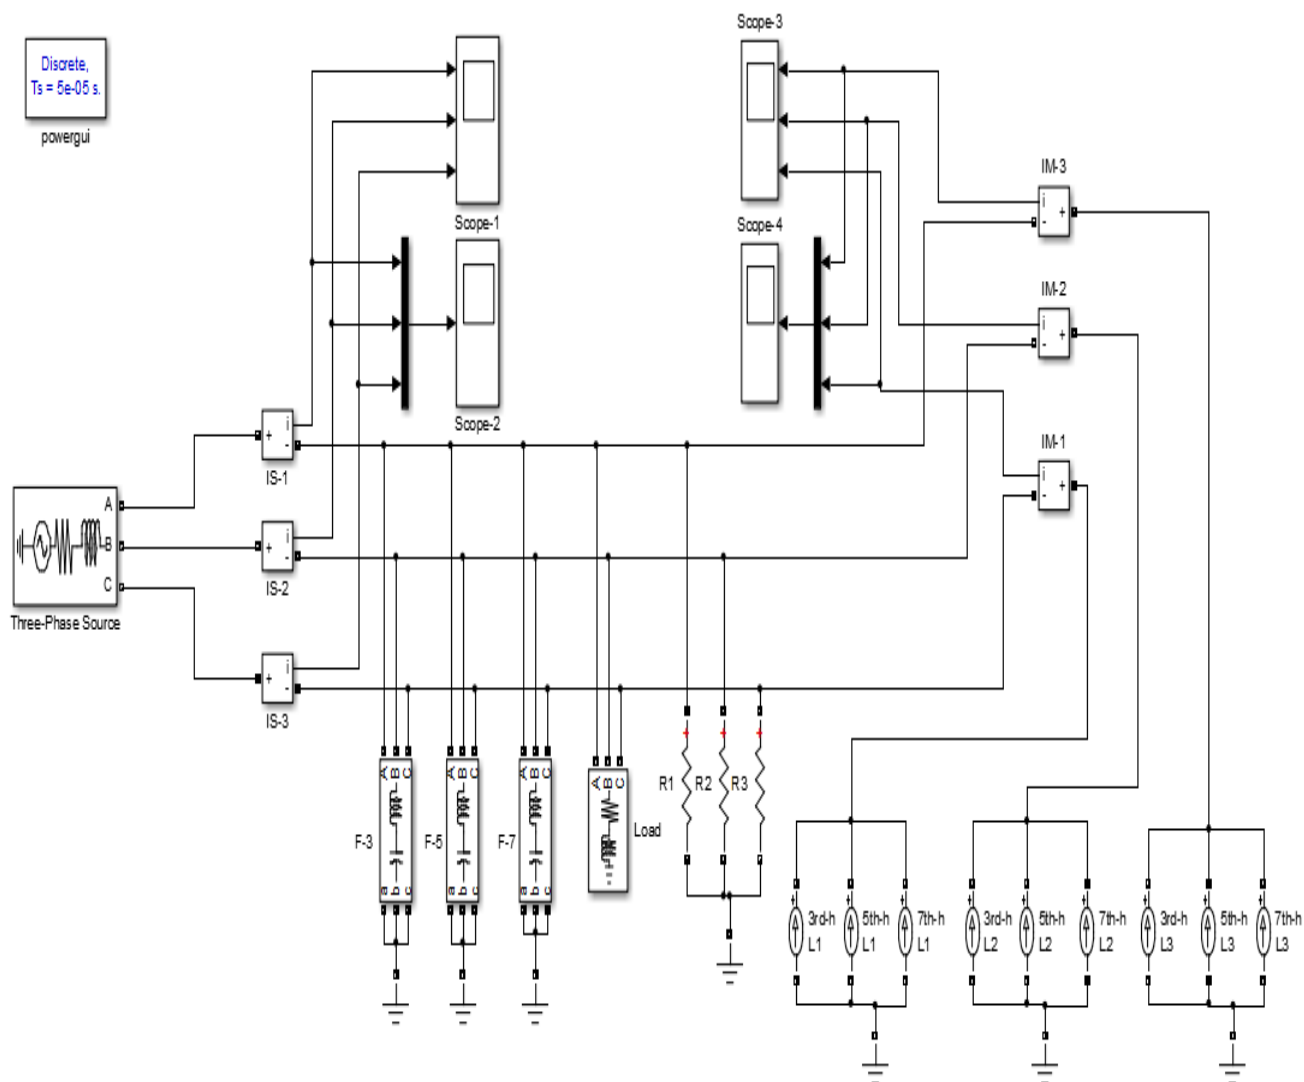 Discrete,
Ts = 5e-05 s.
powergui
Scope-1
Scope-2
Scope-3
Scope-4
IM-3
i
-
+
IM-2
i
-
+
IM-1
i
-
+
+
i
-
IS-1
+
i
-
IS-2
+
i
-
IS-3
A
B
C
Three-Phase Source
A B C
F-3
a b c
A B C
F-5
a b c
A B C
F-7
a b c
A B C
Load
+
R1
+
R2
+
R3
+
3rd-h
L1
+
5th-h
L1
+
7th-h
L1
+
3rd-h
L2
+
5th-h
L2
+
7th-h
L2
+
3rd-h
L3
+
5th-h
L3
+
7th-h
L3